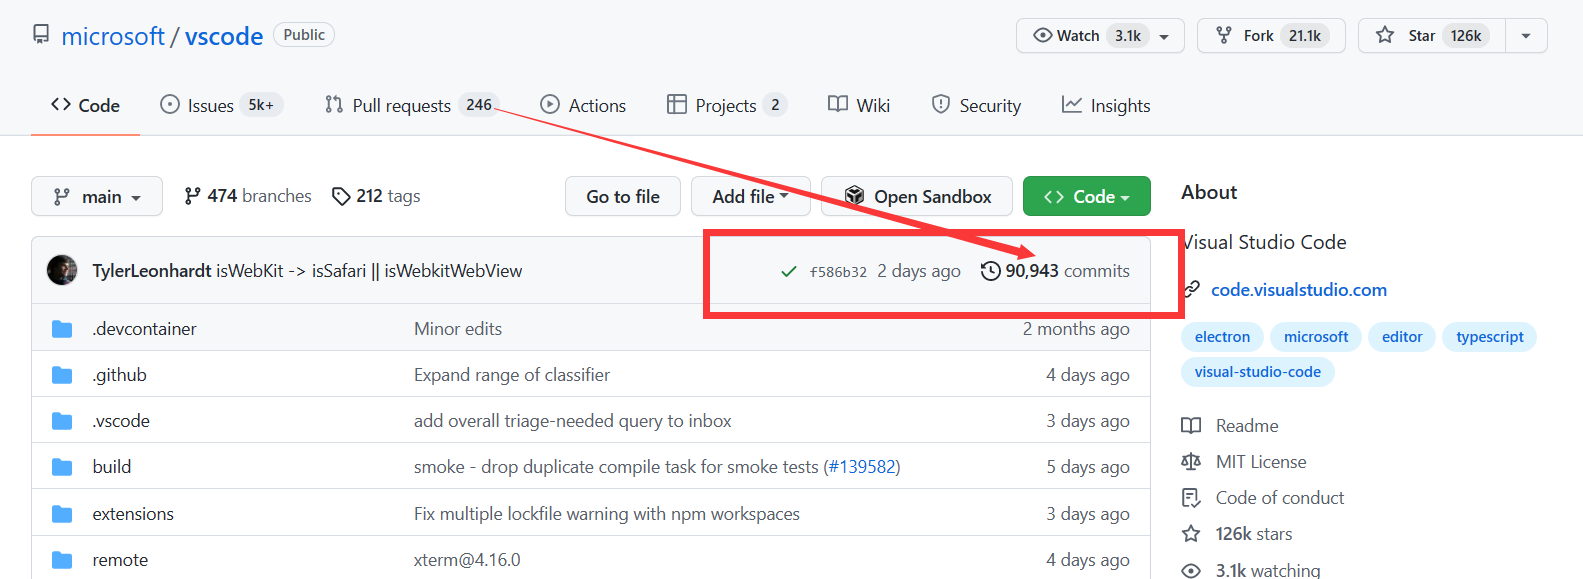 microsoft / vscode Public Watch 3.1k Fork 21.1k Star 126k
Code Issues 5k+ Pull requests 246 Actions Projects 2 Wiki Security Insights
main 474 branches 212 tags Go to file Add file Open Sandbox Code
TylerLeonhardt isWebKit -> isSafari || isWebkitWebView f586b32 2 days ago 90,943 commits
.devcontainer Minor edits 2 months ago
.github Expand range of classifier 4 days ago
.vscode add overall triage-needed query to inbox 3 days ago
build smoke - drop duplicate compile task for smoke tests (#139582) 5 days ago
extensions Fix multiple lockfile warning with npm workspaces 3 days ago
remote xterm@4.16.0 4 days ago
About
Visual Studio Code
code.visualstudio.com
electron microsoft editor typescript
visual-studio-code
Readme
MIT License
Code of conduct
126k stars
3.1k watching